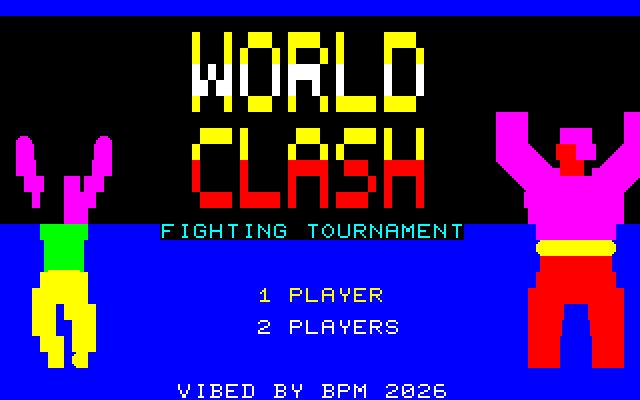 WORLD
CLASH
FIGHTING TOURNAMENT
1 PLAYER
2 PLAYERS
VIBED BY BPM 2026